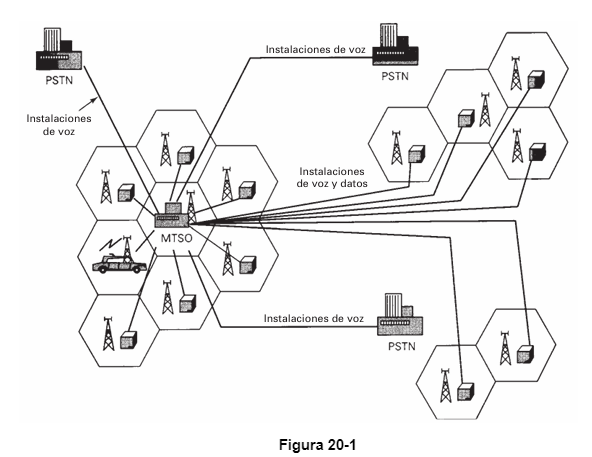 Instalaciones de voz
PSTN
PSTN
Instalaciones
de voz
Instalaciones
de voz y datos
MTSO
Instalaciones de voz
PSTN
Figura 20-1